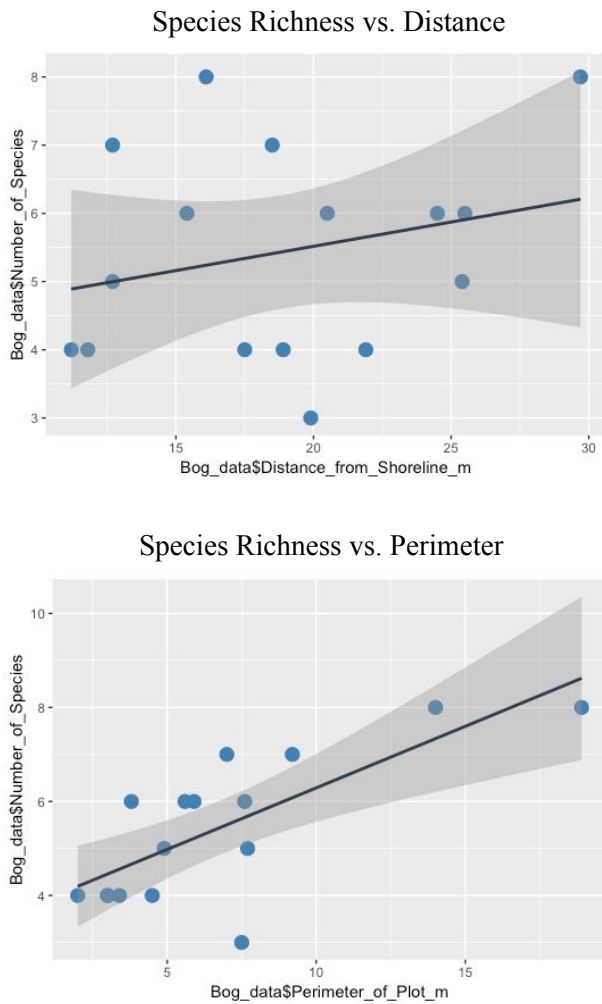 Species Richness vs. Distance
8
7
6
5
4
3
Bog_data$Number_of_Species
15
20
25
30
Bog_data$Distance_from_Shoreline_m
Species Richness vs. Perimeter
10
8
6
4
Bog_data$Number_of_Species
5
10
15
Bog_data$Perimeter_of_Plot_m